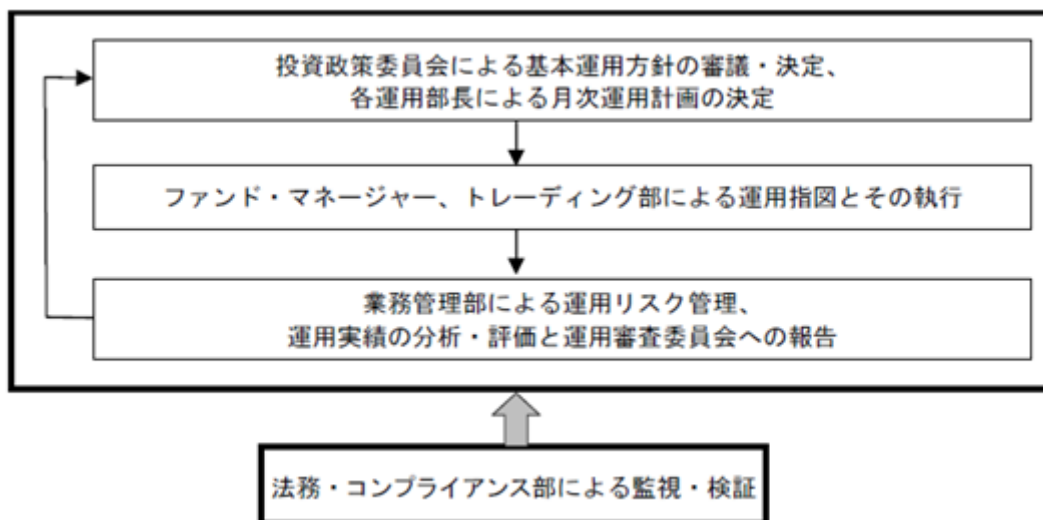 投資政策委員会による基本運用方針の審議・決定、
各運用部長による月次運用計画の決定
ファンド・マネージャー、トレーディング部による運用指図とその執行
業務管理部による運用リスク管理、
運用実績の分析・評価と運用審査委員会への報告
法務・コンプライアンス部による監視・検証